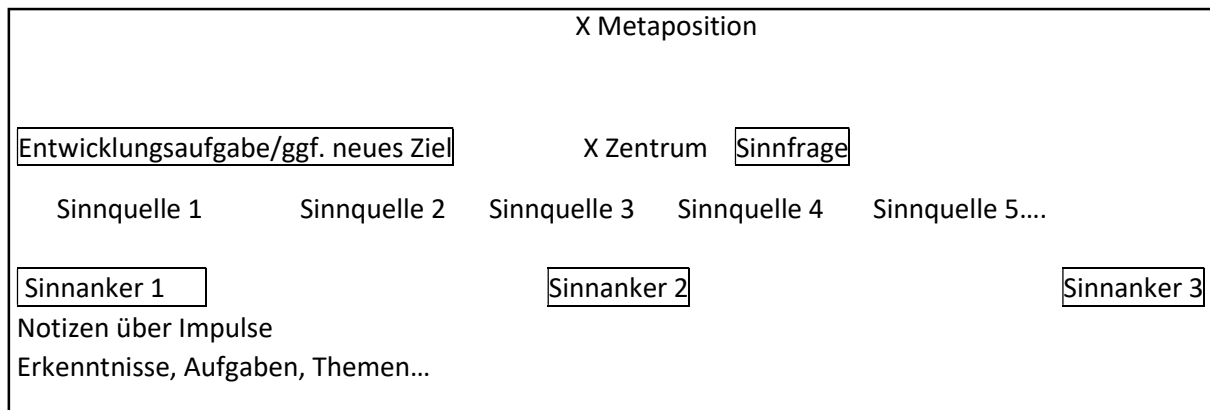 X Metaposition
Entwicklungsaufgabe/ggf. neues Ziel X Zentrum Sinnfrage
Sinnquelle 1 Sinnquelle 2 Sinnquelle 3 Sinnquelle 4 Sinnquelle 5….
Sinnanker 1 Sinnanker 2 Sinnanker 3
Notizen über Impulse
Erkenntnisse, Aufgaben, Themen…